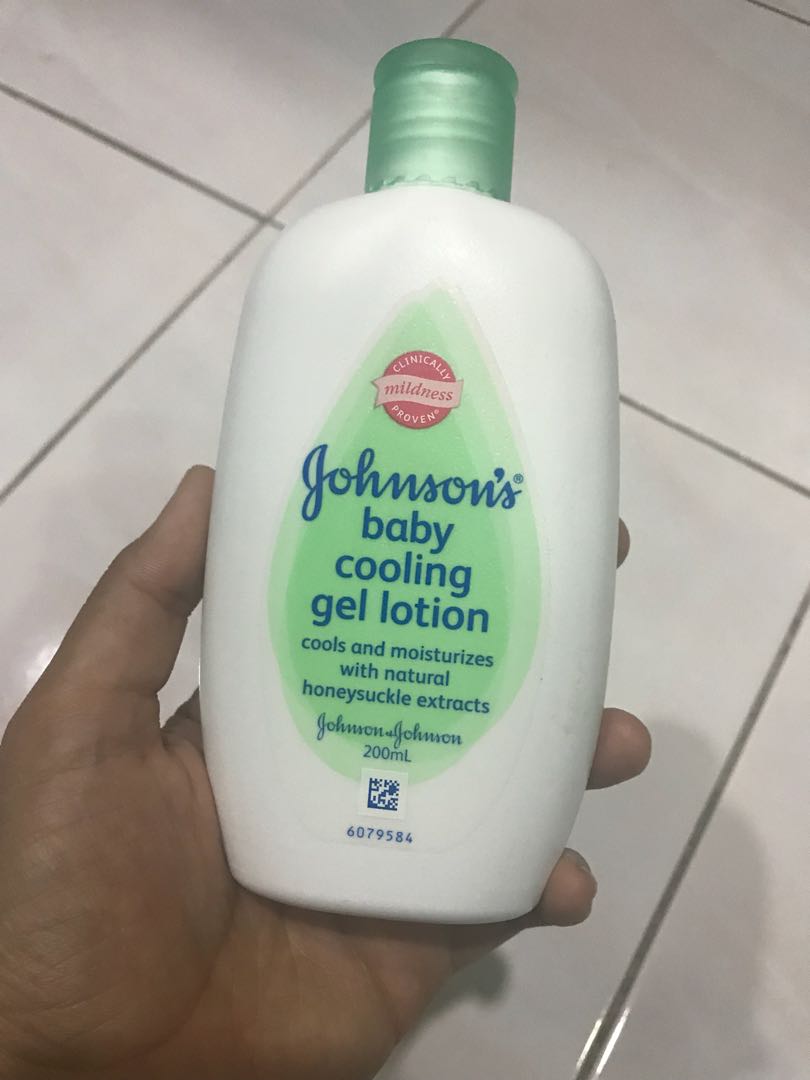 CLINICALLY
mildness
PROVEN®
Johnson's®
baby
cooling
gel lotion
cools and moisturizes
with natural
honeysuckle extracts
Johnson & Johnson
200mL
6079584